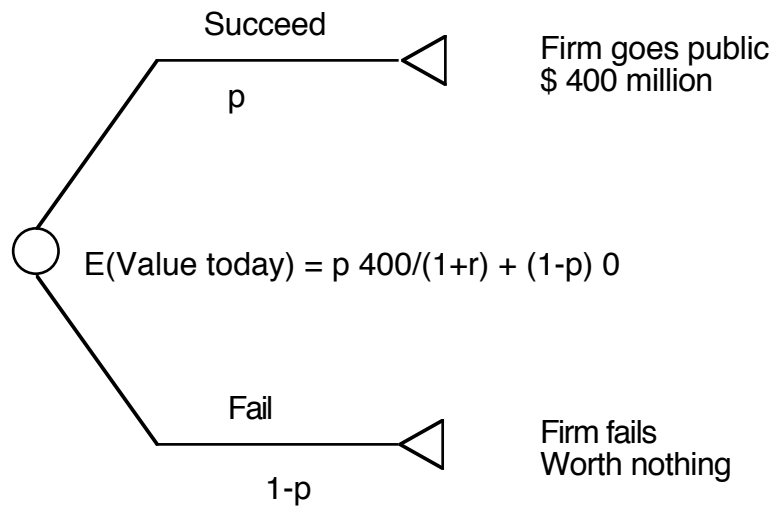 Succeed
Firm goes public
$ 400 million
p
E(Value today) = p 400/(1+r) + (1-p) 0
Fail
Firm fails
Worth nothing
1-p